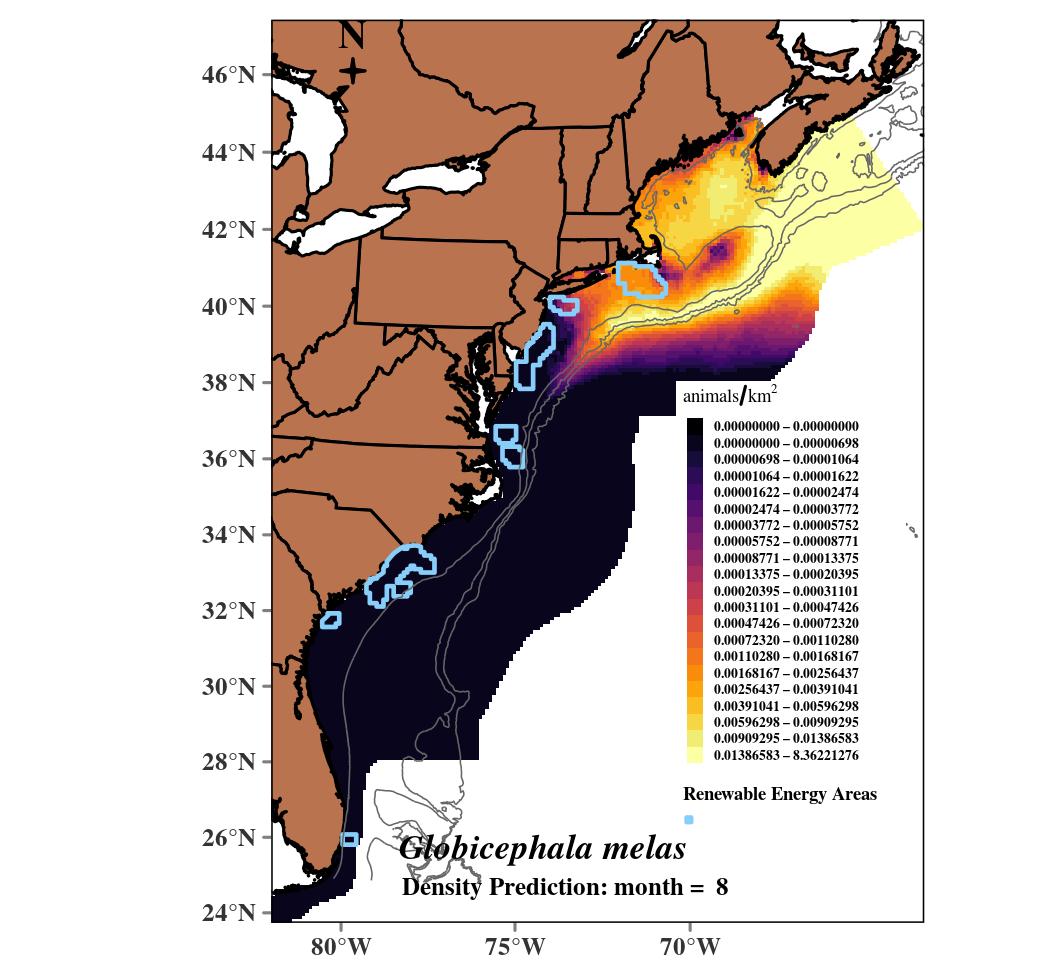 N
46°N
44°N
42°N
40°N
38°N
36°N
34°N
32°N
30°N
28°N
26°N
24°N
80°W
75°W
70°W
animals/km²
0.00000000 – 0.00000000
0.00000000 – 0.00000698
0.00000698 – 0.00001064
0.00001064 – 0.00001622
0.00001622 – 0.00002474
0.00002474 – 0.00003772
0.00003772 – 0.00005752
0.00005752 – 0.00008771
0.00008771 – 0.00013375
0.00013375 – 0.00020395
0.00020395 – 0.00031101
0.00031101 – 0.00047426
0.00047426 – 0.00072320
0.00072320 – 0.00110280
0.00110280 – 0.00168167
0.00168167 – 0.00256437
0.00256437 – 0.00391041
0.00391041 – 0.00596298
0.00596298 – 0.00909295
0.00909295 – 0.01386583
0.01386583 – 8.36221276
Renewable Energy Areas
Globicephala melas
Density Prediction: month = 8